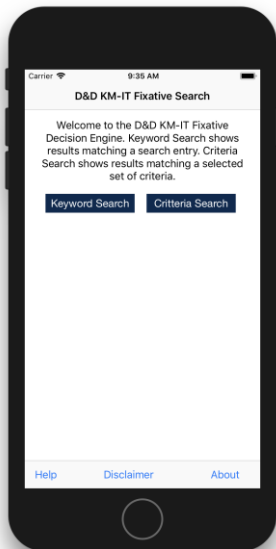 Carrier 9:35 AM
D&D KM-IT Fixative Search
Welcome to the D&D KM-IT Fixative
Decision Engine. Keyword Search shows
results matching a search entry. Criteria
Search shows results matching a selected
set of criteria.
Keyword Search Critteria Search
Help Disclaimer About